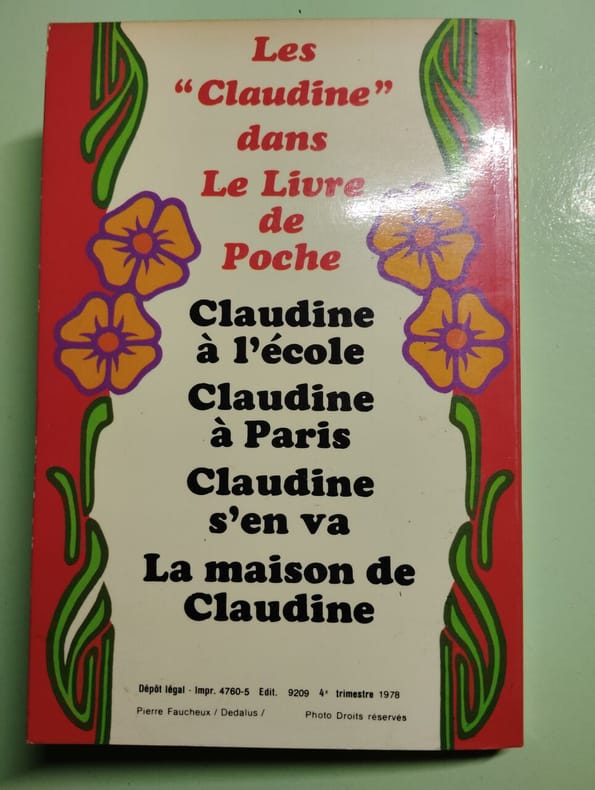 Les
“Claudine”
dans
Le Livre
de
Poche
Claudine
à l’école
Claudine
à Paris
Claudine
s’en va
La maison de
Claudine
Dépôt légal - Impr. 4760-5 Edit. 9209 4ᵉ trimestre 1978
Pierre Faucheux / Dedalus / Photo Droits réservés